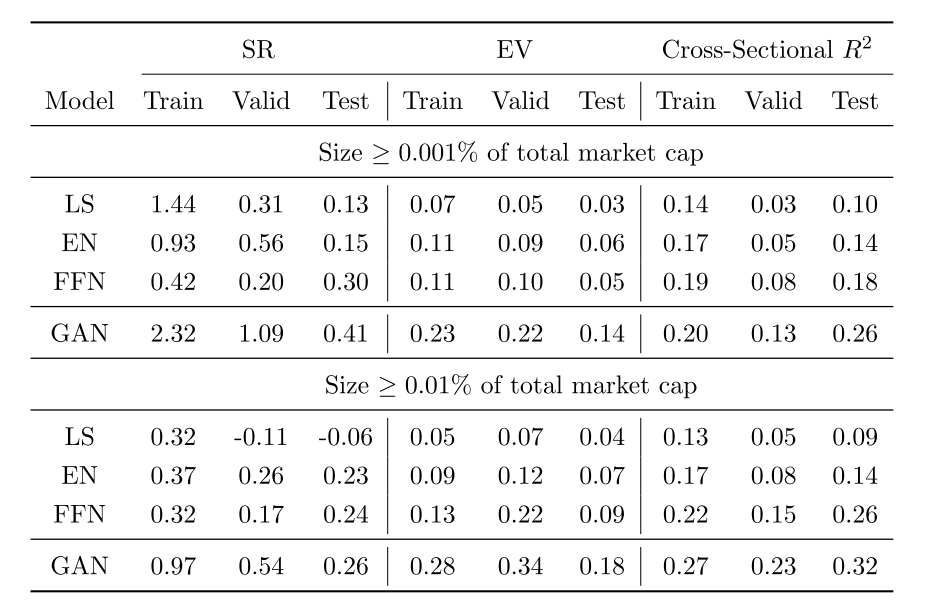 SR EV Cross-Sectional R²
Model Train Valid Test Train Valid Test Train Valid Test
Size ≥ 0.001% of total market cap
LS 1.44 0.31 0.13 0.07 0.05 0.03 0.14 0.03 0.10
EN 0.93 0.56 0.15 0.11 0.09 0.06 0.17 0.05 0.14
FFN 0.42 0.20 0.30 0.11 0.10 0.05 0.19 0.08 0.18
GAN 2.32 1.09 0.41 0.23 0.22 0.14 0.20 0.13 0.26
Size ≥ 0.01% of total market cap
LS 0.32 -0.11 -0.06 0.05 0.07 0.04 0.13 0.05 0.09
EN 0.37 0.26 0.23 0.09 0.12 0.07 0.17 0.08 0.14
FFN 0.32 0.17 0.24 0.13 0.22 0.09 0.22 0.15 0.26
GAN 0.97 0.54 0.26 0.28 0.34 0.18 0.27 0.23 0.32